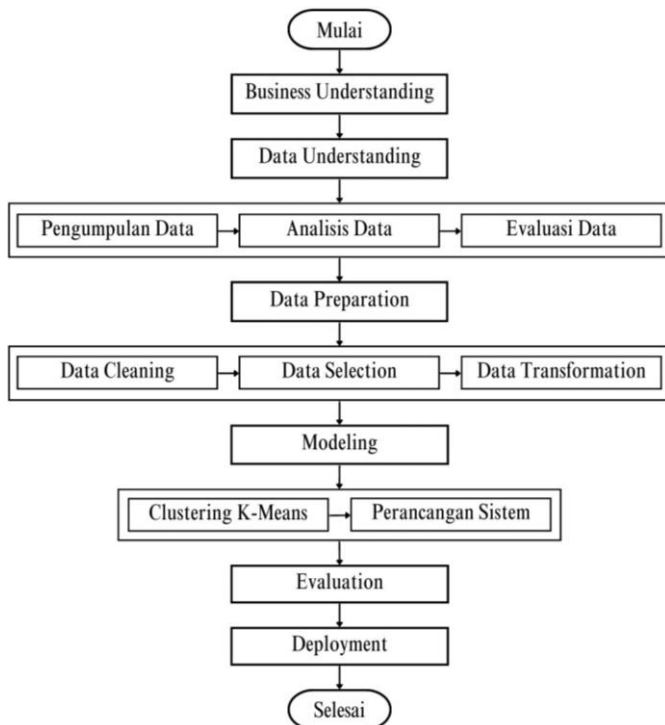 Mulai
Business Understanding
Data Understanding
Pengumpulan Data
Analisis Data
Evaluasi Data
Data Preparation
Data Cleaning
Data Selection
Data Transformation
Modeling
Clustering K-Means
Perancangan Sistem
Evaluation
Deployment
Selesai